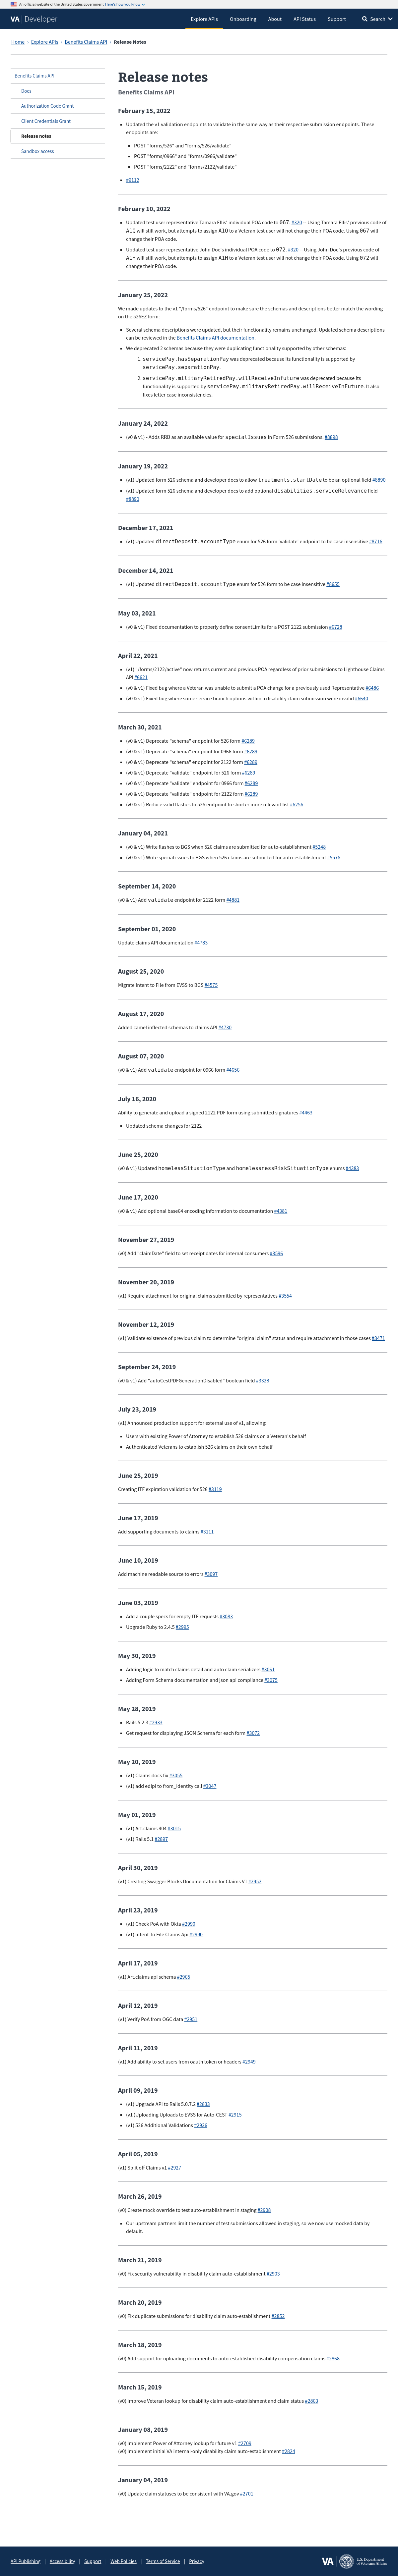 An official website of the United States government Here's how you know
VA | Developer
Explore APIs
Onboarding
About
API Status
Support
Search
Home › Explore APIs › Benefits Claims API › Release Notes
Benefits Claims API
Docs
Authorization Code Grant
Client Credentials Grant
Release notes
Sandbox access
Release notes
Benefits Claims API
February 15, 2022
Updated the v1 validation endpoints to validate in the same way as their respective submission endpoints. These
endpoints are:
POST "forms/526" and "forms/526/validate"
POST "forms/0966" and "forms/0966/validate"
POST "forms/2122" and "forms/2122/validate"
#9112
February 10, 2022
Updated test user representative Tamara Ellis' individual POA code to 067. #320 -- Using Tamara Ellis' previous code of
A1Q will still work, but attempts to assign A1Q to a Veteran test user will not change their POA code. Using 067 will
change their POA code.
Updated test user representative John Doe's individual POA code to 072. #320 -- Using John Doe's previous code of
A1H will still work, but attempts to assign A1H to a Veteran test user will not change their POA code. Using 072 will
change their POA code.
January 25, 2022
We made updates to the v1 "/forms/526" endpoint to make sure the schemas and descriptions better match the wording
on the 526EZ form:
Several schema descriptions were updated, but their functionality remains unchanged. Updated schema descriptions
can be reviewed in the Benefits Claims API documentation.
We deprecated 2 schemas because they were duplicating functionality supported by other schemas:
1. servicePay.hasSeparationPay was deprecated because its functionality is supported by
servicePay.separationPay.
2. servicePay.militaryRetiredPay.willReceiveInFuture was deprecated because its
functionality is supported by servicePay.militaryRetiredPay.willReceiveInFuture. It also
fixes letter case inconsistencies.
January 24, 2022
(v0 & v1) - Adds RRD as an available value for specialIssues in Form 526 submissions. #8898
January 19, 2022
(v1) Updated form 526 schema and developer docs to allow treatments.startDate to be an optional field #8890
(v1) Updated form 526 schema and developer docs to add optional disabilities.serviceRelevance field
#8890
December 17, 2021
(v1) Updated directDeposit.accountType enum for 526 form 'validate' endpoint to be case insensitive #8716
December 14, 2021
(v1) Updated directDeposit.accountType enum for 526 form to be case insensitive #8655
May 03, 2021
(v0 & v1) Fixed documentation to properly define consentLimits for a POST 2122 submission #6728
April 22, 2021
(v1) "/forms/2122/active" now returns current and previous POA regardless of prior submissions to Lighthouse Claims
API #6621
(v0 & v1) Fixed bug where a Veteran was unable to submit a POA change for a previously used Representative #6486
(v0 & v1) Fixed bug where some service branch options within a disability claim submission were invalid #6640
March 30, 2021
(v0 & v1) Deprecate "schema" endpoint for 526 form #6289
(v0 & v1) Deprecate "schema" endpoint for 0966 form #6289
(v0 & v1) Deprecate "schema" endpoint for 2122 form #6289
(v0 & v1) Deprecate "validate" endpoint for 526 form #6289
(v0 & v1) Deprecate "validate" endpoint for 0966 form #6289
(v0 & v1) Deprecate "validate" endpoint for 2122 form #6289
(v0 & v1) Reduce valid flashes to 526 endpoint to shorter more relevant list #6256
January 04, 2021
(v0 & v1) Write flashes to BGS when 526 claims are submitted for auto-establishment #5248
(v0 & v1) Write special issues to BGS when 526 claims are submitted for auto-establishment #5576
September 14, 2020
(v0 & v1) Add validate endpoint for 2122 form #4881
September 01, 2020
Update claims API documentation #4783
August 25, 2020
Migrate Intent to File from EVSS to BGS #4575
August 17, 2020
Added camel inflected schemas to claims API #4730
August 07, 2020
(v0 & v1) Add validate endpoint for 0966 form #4656
July 16, 2020
Ability to generate and upload a signed 2122 PDF form using submitted signatures #4463
Updated schema changes for 2122
June 25, 2020
(v0 & v1) Updated homelessSituationType and homelessnessRiskSituationType enums #4383
June 17, 2020
(v0 & v1) Add optional base64 encoding information to documentation #4381
November 27, 2019
(v0) Add "claimDate" field to set receipt dates for internal consumers #3596
November 20, 2019
(v1) Require attachment for original claims submitted by representatives #3554
November 12, 2019
(v1) Validate existence of previous claim to determine "original claim" status and require attachment in those cases #3471
September 24, 2019
(v0 & v1) Add "autoCestPDFGenerationDisabled" boolean field #3328
July 23, 2019
(v1) Announced production support for external use of v1, allowing:
Users with existing Power of Attorney to establish 526 claims on a Veteran's behalf
Authenticated Veterans to establish 526 claims on their own behalf
June 25, 2019
Creating ITF expiration validation for 526 #3119
June 17, 2019
Add supporting documents to claims #3111
June 10, 2019
Add machine readable source to errors #3097
June 03, 2019
Add a couple specs for empty ITF requests #3083
Upgrade Ruby to 2.4.5 #2995
May 30, 2019
Adding logic to match claims detail and auto claim serializers #3061
Adding Form Schema documentation and json api compliance #3075
May 28, 2019
Rails 5.2.3 #2933
Get request for displaying JSON Schema for each form #3072
May 20, 2019
(v1) Claims docs fix #3055
(v1) add edipi to from_identity call #3047
May 01, 2019
(v1) Art.claims 404 #3015
(v1) Rails 5.1 #2897
April 30, 2019
(v1) Creating Swagger Blocks Documentation for Claims V1 #2952
April 23, 2019
(v1) Check PoA with Okta #2990
(v1) Intent To File Claims Api #2990
April 17, 2019
(v1) Art.claims api schema #2965
April 12, 2019
(v1) Verify PoA from OGC data #2951
April 11, 2019
(v1) Add ability to set users from oauth token or headers #2949
April 09, 2019
(v1) Upgrade API to Rails 5.0.7.2 #2833
(v1 )Uploading Uploads to EVSS for Auto-CEST #2915
(v1) 526 Additional Validations #2936
April 05, 2019
(v1) Split off Claims v1 #2927
March 26, 2019
(v0) Create mock override to test auto-establishment in staging #2908
Our upstream partners limit the number of test submissions allowed in staging, so we now use mocked data by
default.
March 21, 2019
(v0) Fix security vulnerability in disability claim auto-establishment #2903
March 20, 2019
(v0) Fix duplicate submissions for disability claim auto-establishment #2852
March 18, 2019
(v0) Add support for uploading documents to auto-established disability compensation claims #2868
March 15, 2019
(v0) Improve Veteran lookup for disability claim auto-establishment and claim status #2863
January 08, 2019
(v0) Implement Power of Attorney lookup for future v1 #2709
(v0) Implement initial VA internal-only disability claim auto-establishment #2824
January 04, 2019
(v0) Update claim statuses to be consistent with VA.gov #2701
API Publishing | Accessibility | Support | Web Policies | Terms of Service | Privacy
VA | U.S. Department
of Veterans Affairs